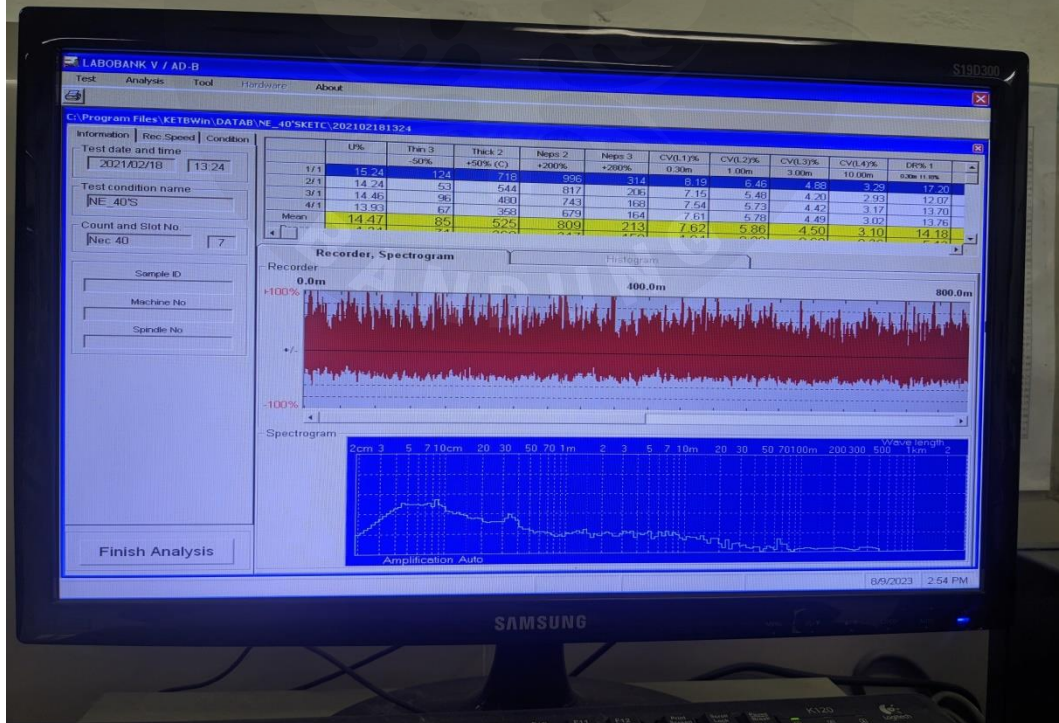 S19D300
LABOBANK V / AD-B
Test Analysis Tool Hardware About
C:\Program Files\KETBWin\DATAB\NE_40'SKETC\202102181324
Information Rec.Speed Condition
Test date and time
2021/02/18 13:24
Test condition name
NE_40'S
Count and Slot No.
Nec 40 7
Sample ID
Machine No
Spindle No
Finish Analysis
U% Thin 3 Thick 2 Neps 2 Neps 3 CV(L1)% CV(L2)% CV(L3)% CV(L4)% DR% 1
-50% +50% (C) +200% +280% 0.30m 1.00m 3.00m 10.00m
1/1 15.24 124 718 996 314 8.19 6.46 4.88 3.29 17.20
2/1 14.24 53 544 817 206 7.15 5.48 4.20 2.93 12.07
3/1 14.46 96 480 743 168 7.54 5.73 4.42 3.17 13.70
4/1 13.93 67 358 679 164 7.61 5.78 4.49 3.02 13.76
Mean 14.47 85 525 809 213 7.62 5.86 4.50 3.10 14.18
Recorder, Spectrogram Histogram
Recorder
0.0m 400.0m 800.0m
+100%
+/-
-100%
Spectrogram
Wave length
2cm 3 5 7 10cm 20 30 50 70 1m 2 3 5 7 10m 20 30 50 70100m 200 300 500 1km 2
Amplification Auto
8/9/2023 2:54 PM
SAMSUNG
K120
Logitech
F11 F12
BANDUNG